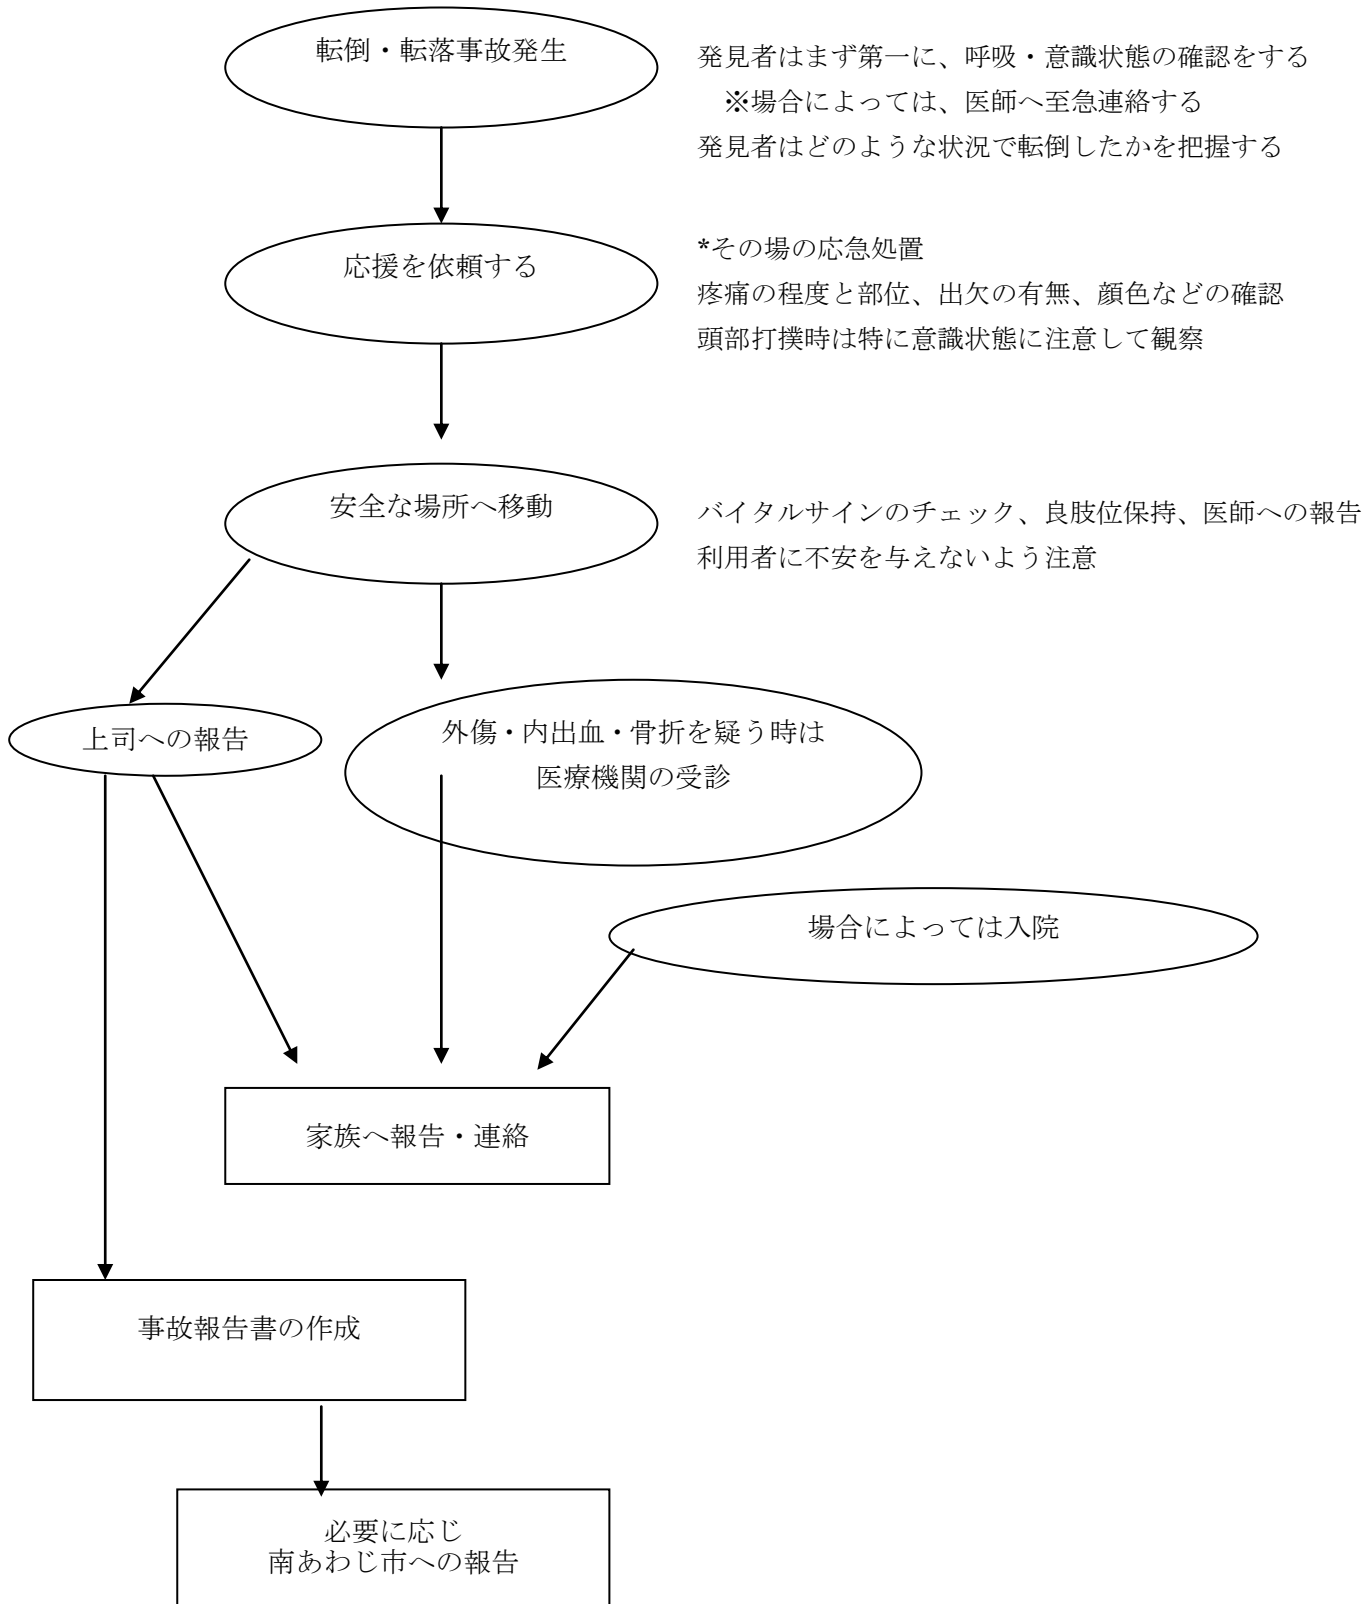 転倒・転落事故発生
発見者はまず第一に、呼吸・意識状態の確認をする
※場合によっては、医師へ至急連絡する
発見者はどのような状況で転倒したかを把握する
応援を依頼する
*その場の応急処置
疼痛の程度と部位、出欠の有無、顔色などの確認
頭部打撲時は特に意識状態に注意して観察
安全な場所へ移動
バイタルサインのチェック、良肢位保持、医師への報告
利用者に不安を与えないよう注意
上司への報告
外傷・内出血・骨折を疑う時は
医療機関の受診
場合によっては入院
家族へ報告・連絡
事故報告書の作成
必要に応じ
南あわじ市への報告